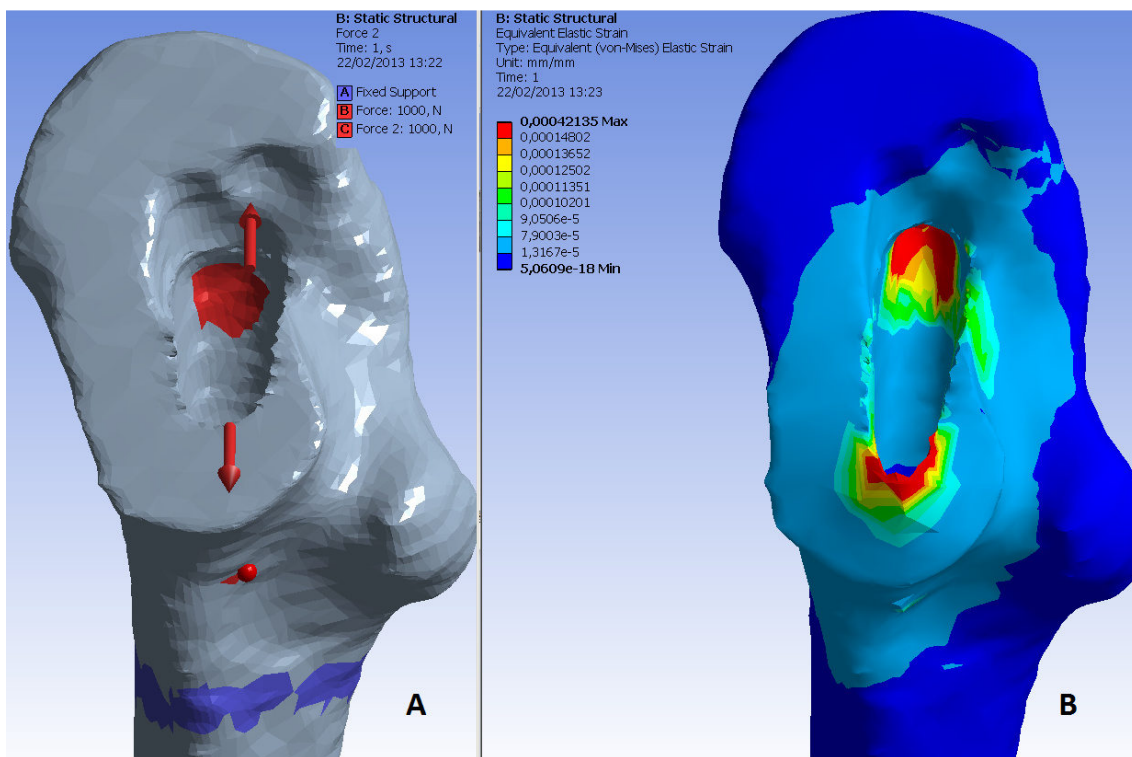 B: Static Structural
Force 2
Time: 1, s
22/02/2013 13:22
A Fixed Support
B Force: 1000, N
C Force 2: 1000, N
A
B: Static Structural
Equivalent Elastic Strain
Type: Equivalent (von-Mises) Elastic Strain
Unit: mm/mm
Time: 1
22/02/2013 13:23
0,00042135 Max
0,00014802
0,00013652
0,00012502
0,00011351
0,00010201
9,0506e-5
7,9003e-5
1,3167e-5
5,0609e-18 Min
B